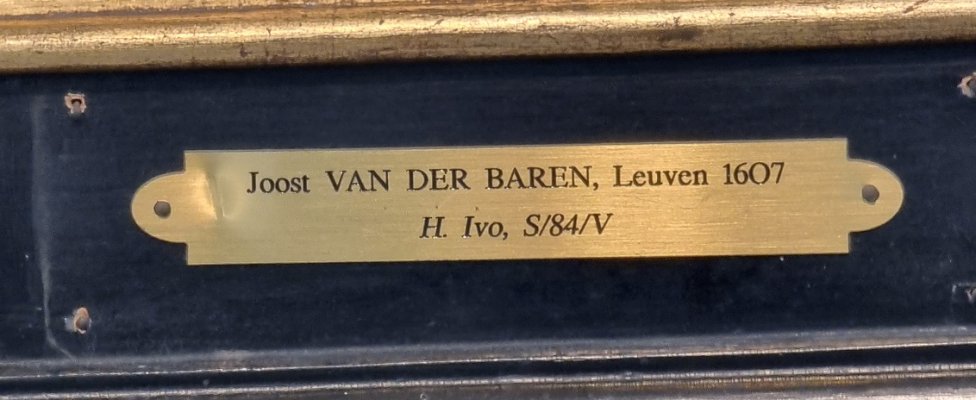 Joost VAN DER BAREN, Leuven 1607
H. Ivo, S/84/V